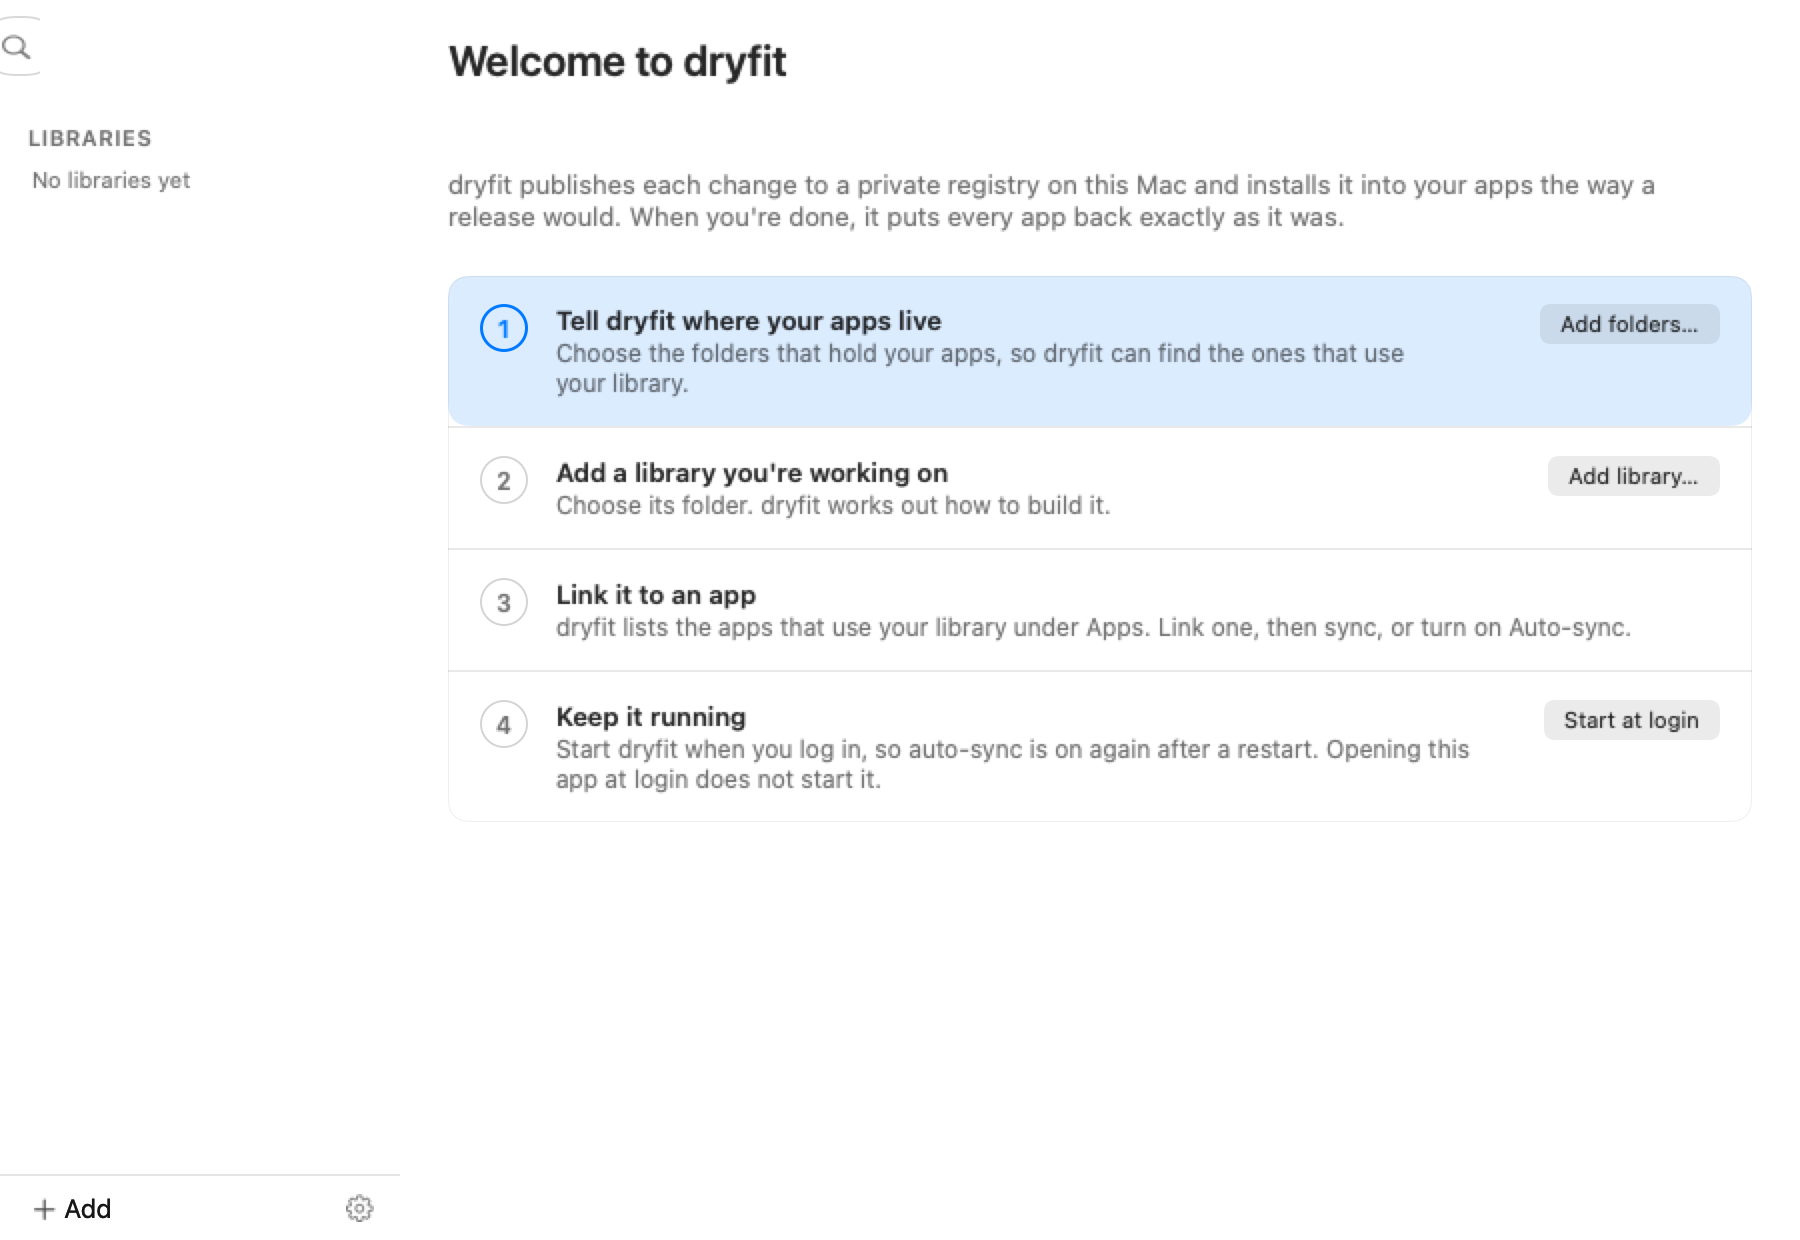 Welcome to dryfit
LIBRARIES
No libraries yet
dryfit publishes each change to a private registry on this Mac and installs it into your apps the way a
release would. When you're done, it puts every app back exactly as it was.
1
Tell dryfit where your apps live
Add folders...
Choose the folders that hold your apps, so dryfit can find the ones that use
your library.
2
Add a library you're working on
Add library...
Choose its folder. dryfit works out how to build it.
3
Link it to an app
dryfit lists the apps that use your library under Apps. Link one, then sync, or turn on Auto-sync.
4
Keep it running
Start at login
Start dryfit when you log in, so auto-sync is on again after a restart. Opening this
app at login does not start it.
+ Add